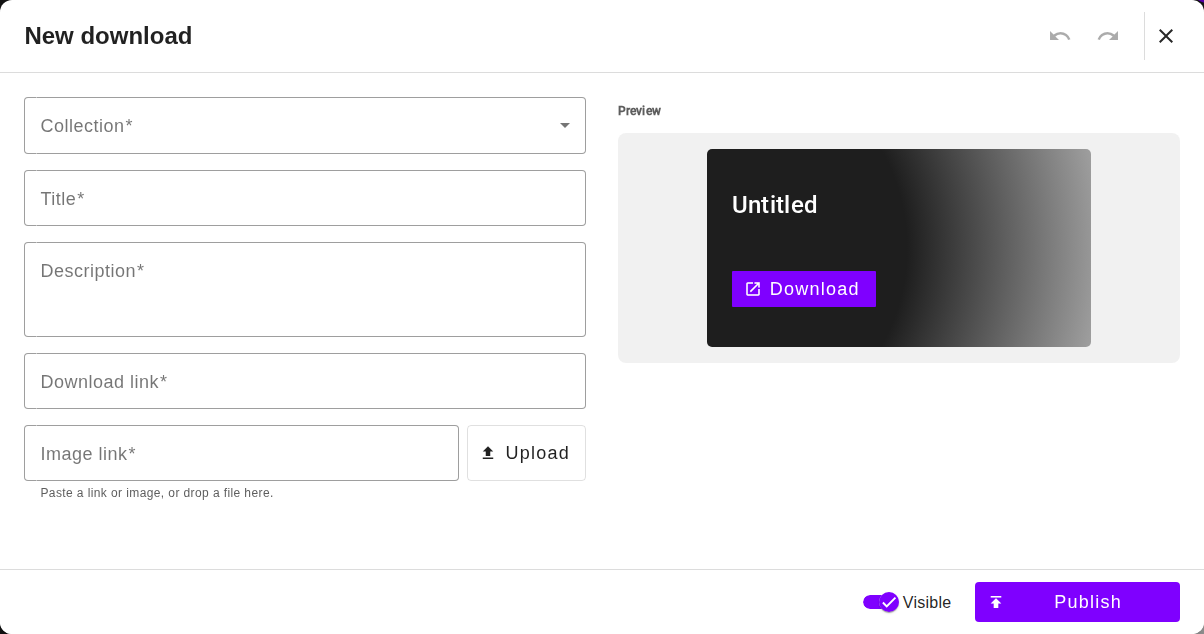 New download
Collection*
Title*
Description*
Download link*
Image link*
Upload
Paste a link or image, or drop a file here.
Preview
Untitled
Download
Visible
Publish